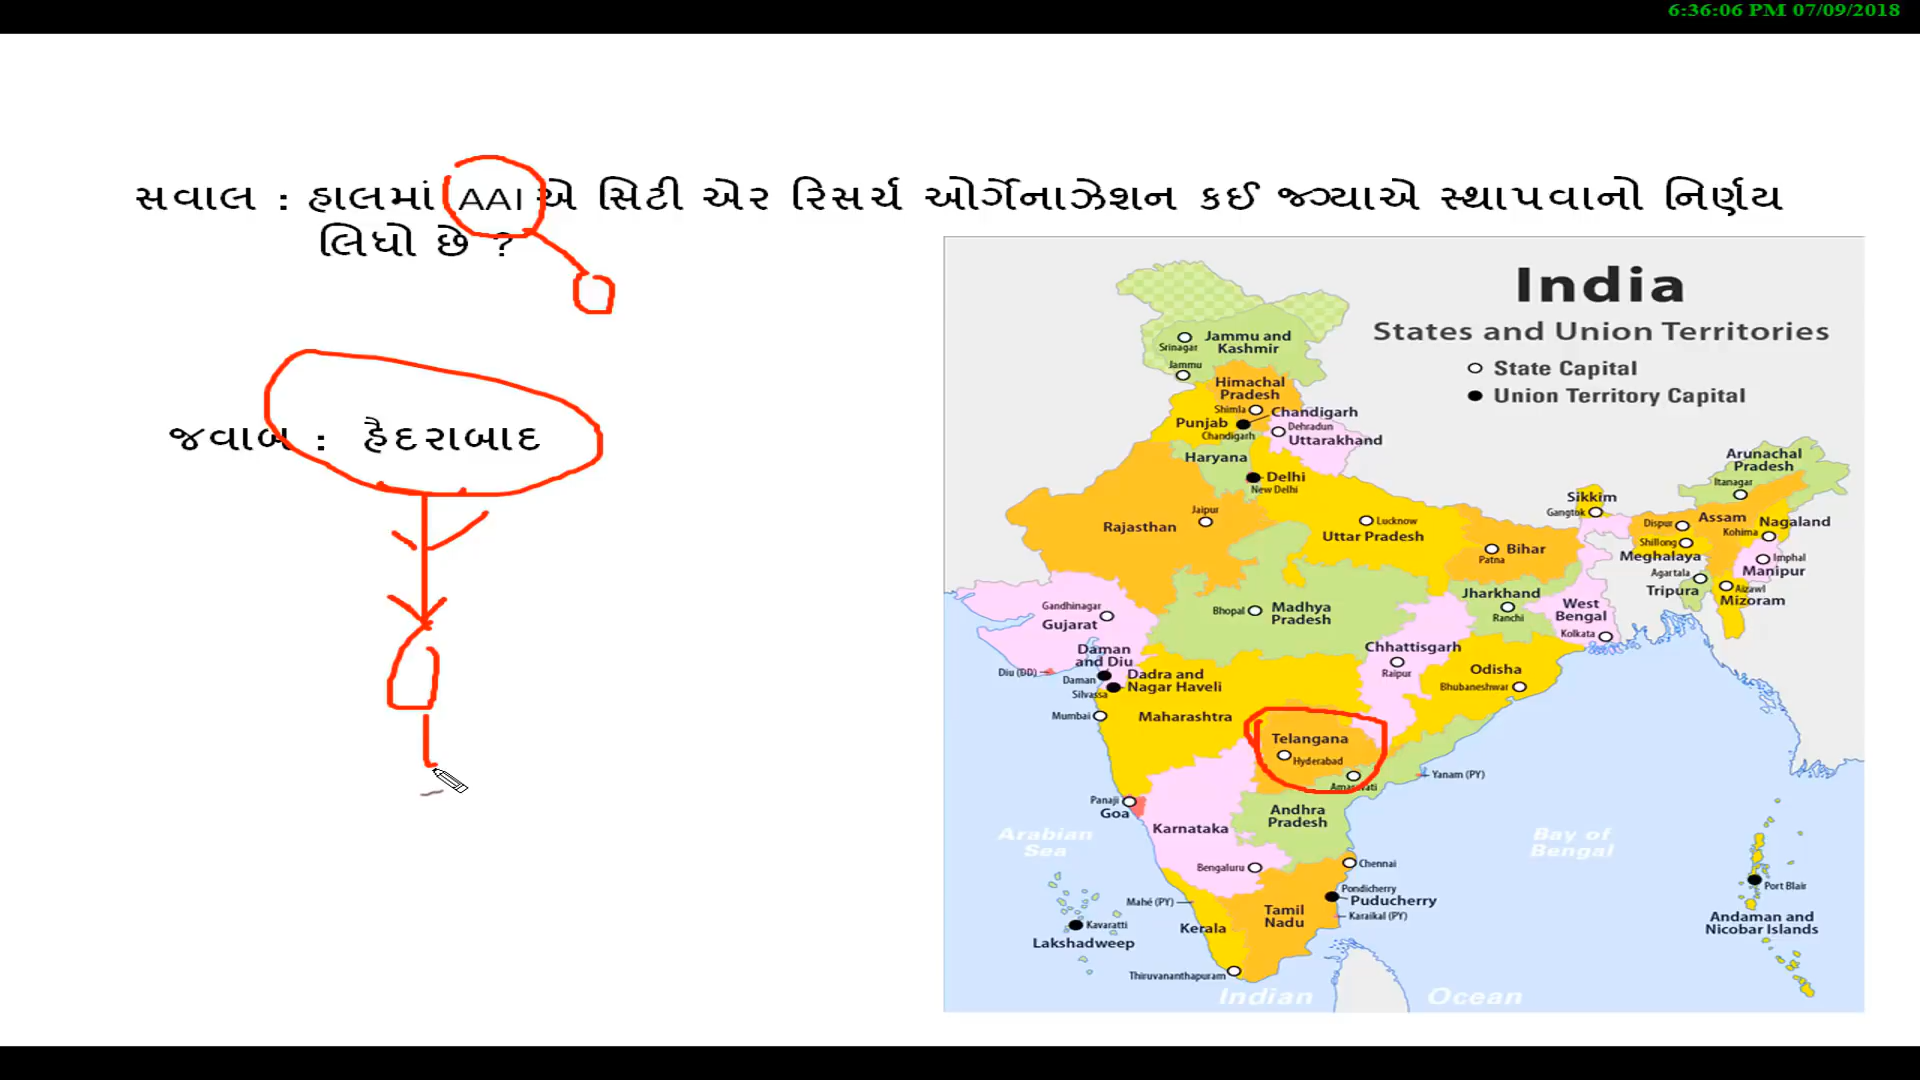 6:36:06 PM 07/09/2018
સવાલ : હાલમાં AAI એ સિટી એર રિસર્ચ ઓર્ગેનાઝેશન કઈ જગ્યાએ સ્થાપવાનો નિર્ણય
લિધો છે ?
જવાબ : હૈદરાબાદ
India
States and Union Territories
State Capital
Union Territory Capital
Jammu and
Kashmir
Srinagar
Jammu
Himachal
Pradesh
Shimla
Punjab
Chandigarh
Chandigarh
Dehradun
Uttarakhand
Haryana
Delhi
New Delhi
Rajasthan
Jaipur
Lucknow
Uttar Pradesh
Bihar
Patna
Sikkim
Gangtok
Arunachal
Pradesh
Itanagar
Dispur
Assam
Nagaland
Kohima
Shillong
Meghalaya
Imphal
Manipur
Agartala
Tripura
Aizawl
Mizoram
Gandhinagar
Gujarat
Bhopal
Madhya
Pradesh
Jharkhand
Ranchi
West
Bengal
Kolkata
Chhattisgarh
Raipur
Odisha
Bhubaneshwar
Daman
and Diu
Diu (DD)
Daman
Silvassa
Dadra and
Nagar Haveli
Mumbai
Maharashtra
Telangana
Hyderabad
Amaravati
Yanam (PY)
Panaji
Goa
Karnataka
Andhra
Pradesh
Arabian
Sea
Bay of
Bengal
Bengaluru
Chennai
Pondicherry
Puducherry
Karaikal (PY)
Mahé (PY)
Tamil
Nadu
Kerala
Kavaratti
Lakshadweep
Port Blair
Andaman and
Nicobar Islands
Thiruvananthapuram
Indian Ocean